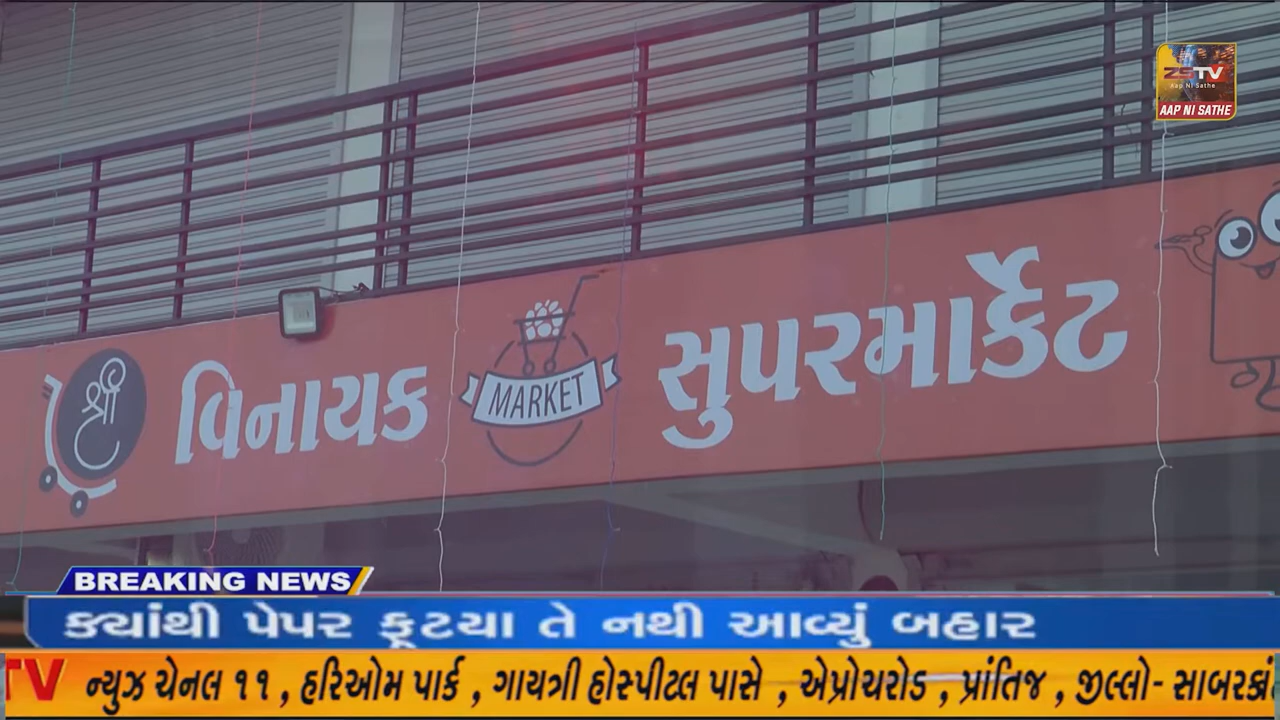 ZSTV
Aap Ni Sathe
AAP NI SATHE
શ્રી વિનાયક MARKET સુપરમાર્કેટ
BREAKING NEWS
ક્યાંથી પેપર ફૂટયા તે નથી આવ્યું બહાર
TV ન્યુઝ ચેનલ ૧૧ , હરિઓમ પાર્ક , ગાયત્રી હોસ્પીટલ પાસે , એપ્રોચરોડ , પ્રાંતિજ , જીલ્લો-